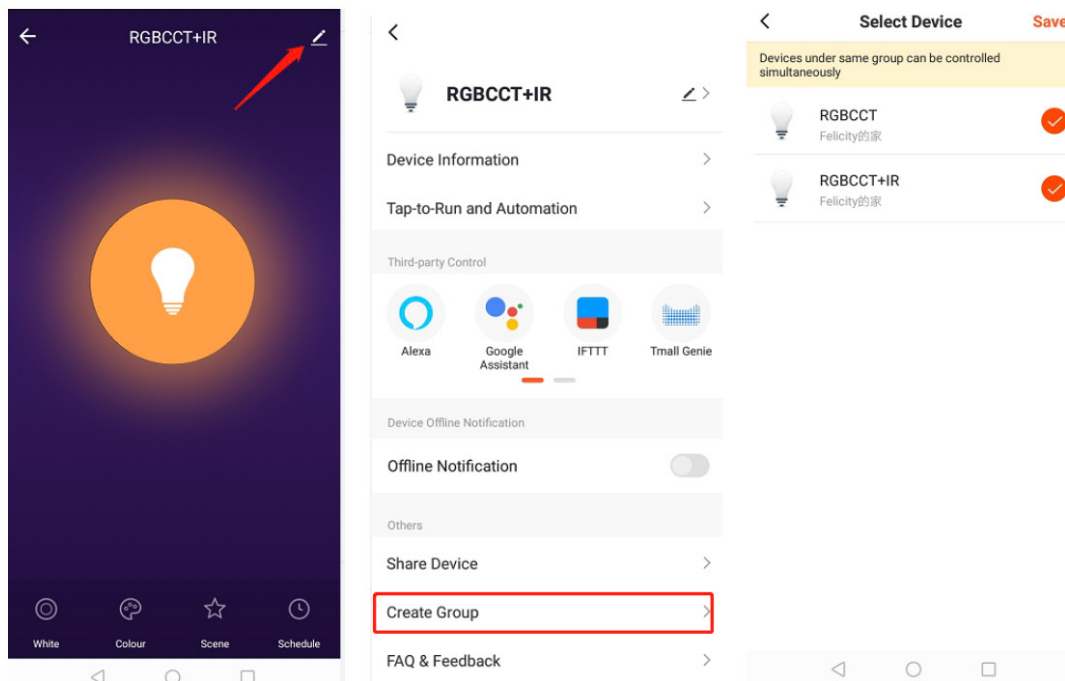 RGBCCT+IR
White
Colour
Scene
Schedule
RGBCCT+IR
Device Information
Tap-to-Run and Automation
Third-party Control
Alexa
Google
Assistant
IFTTT
Tmall Genie
Device Offline Notification
Offline Notification
Others
Share Device
Create Group
FAQ & Feedback
Select Device
Save
Devices under same group can be controlled
simultaneously
RGBCCT
Felicity的家
RGBCCT+IR
Felicity的家